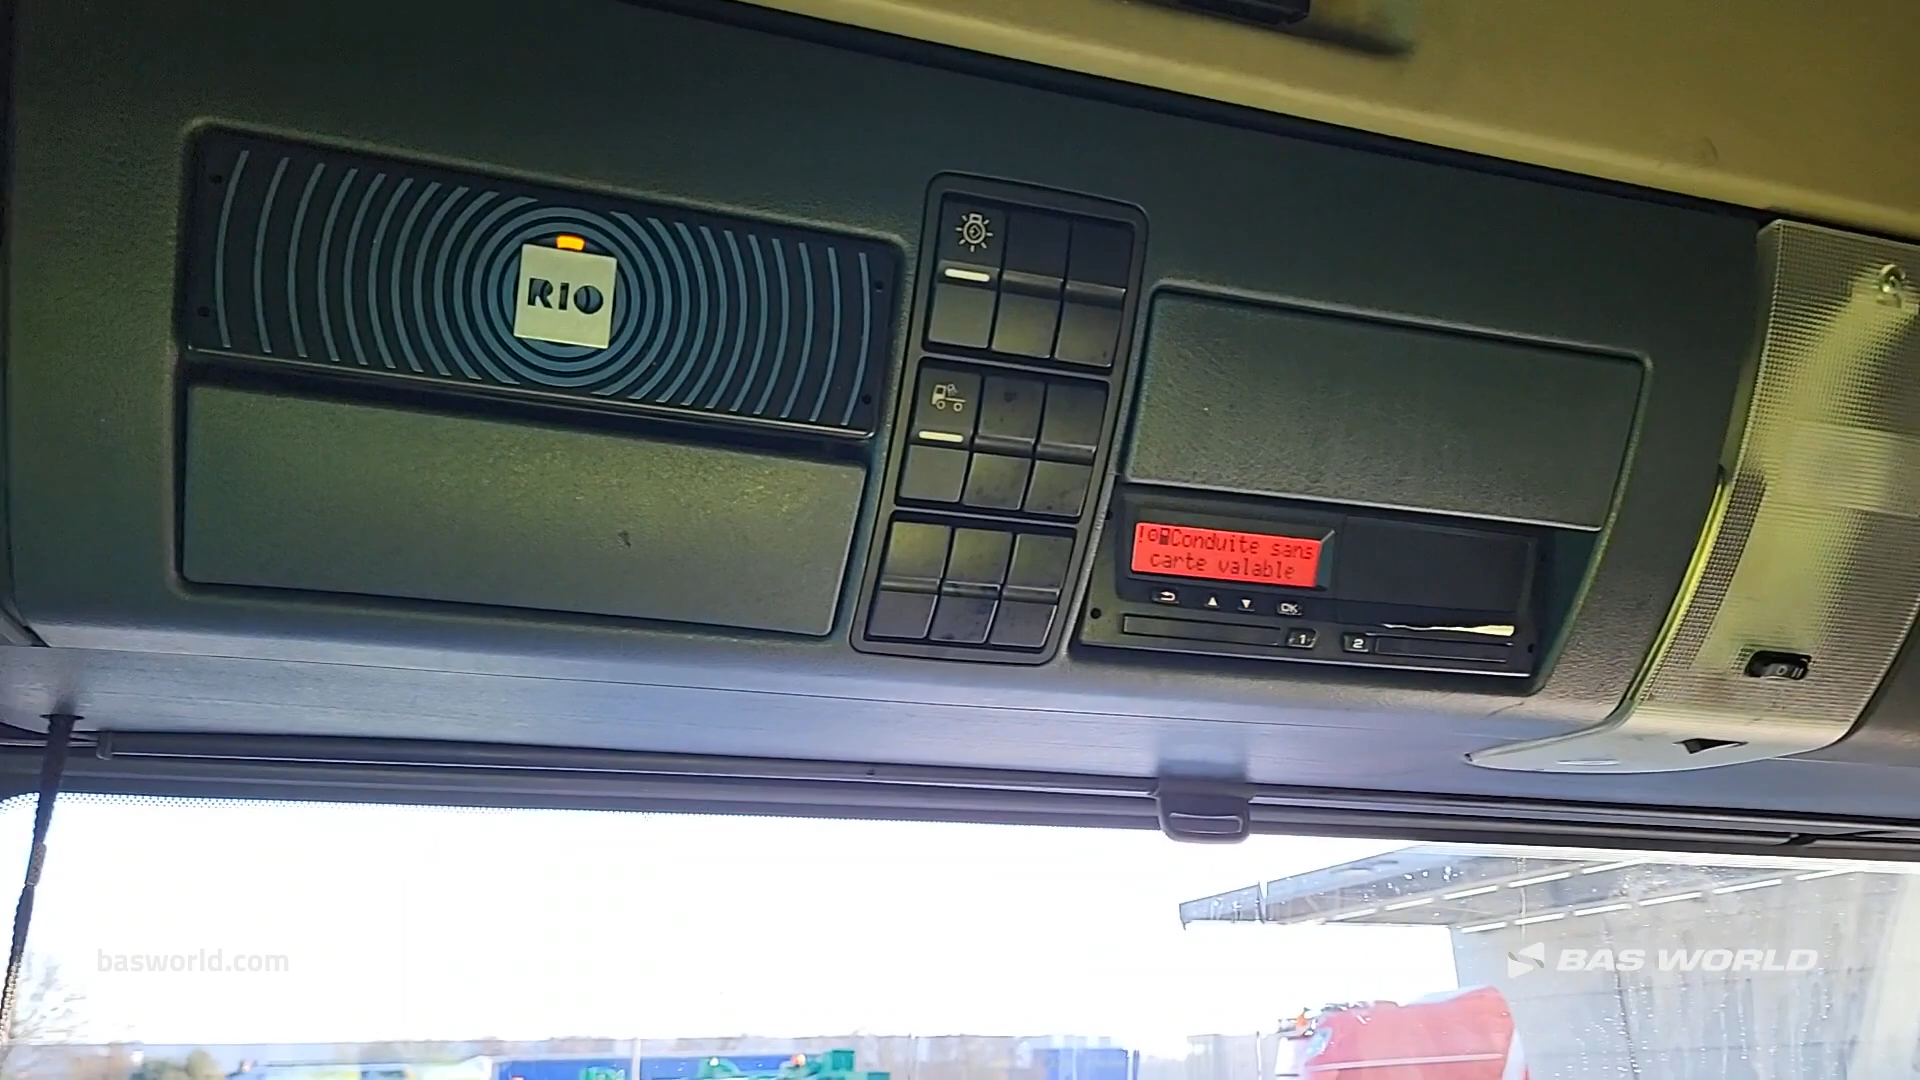 RIO
!Conduite sans
carte valable
OK
1
2
basworld.com
BAS WORLD